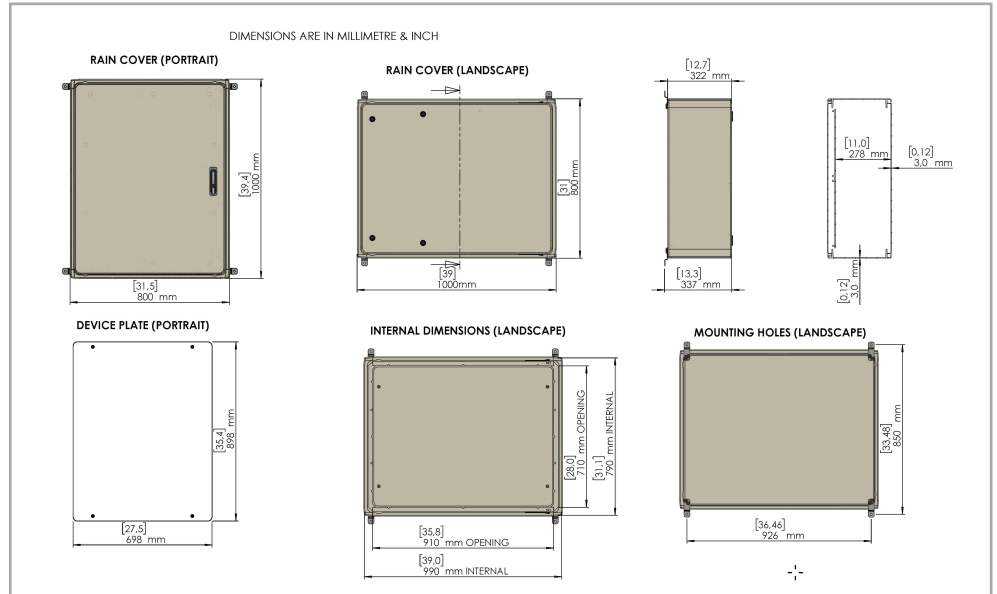 DIMENSIONS ARE IN MILLIMETRE & INCH
RAIN COVER (PORTRAIT)
[39,4]
1000 mm
[31,5]
800 mm
RAIN COVER (LANDSCAPE)
[31]
800 mm
[39]
1000mm
[12,7]
322 mm
[13,3]
337 mm
[11,0]
278 mm
[0,12]
3,0 mm
[0,12]
3,0 mm
DEVICE PLATE (PORTRAIT)
[35,4]
898 mm
[27,5]
698 mm
INTERNAL DIMENSIONS (LANDSCAPE)
[28,0]
710 mm OPENING
[31,1]
790 mm INTERNAL
[35,8]
910 mm OPENING
[39,0]
990 mm INTERNAL
MOUNTING HOLES (LANDSCAPE)
[33,48]
850 mm
[36,46]
926 mm